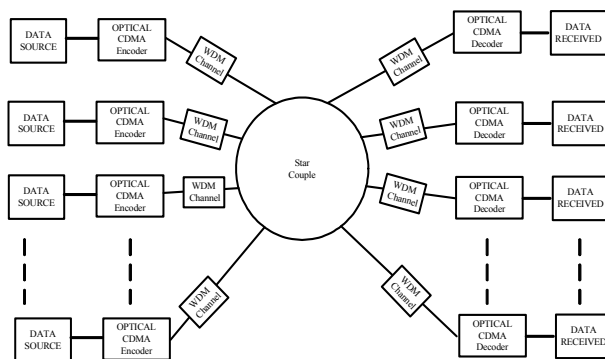 DATA
SOURCE
OPTICAL
CDMA
Encoder
WDM
Channel
WDM
Channel
OPTICAL
CDMA
Decoder
DATA
RECEIVED
DATA
SOURCE
OPTICAL
CDMA
Encoder
WDM
Channel
WDM
Channel
OPTICAL
CDMA
Decoder
DATA
RECEIVED
Star
Couple
DATA
SOURCE
OPTICAL
CDMA
Encoder
WDM
Channel
WDM
Channel
OPTICAL
CDMA
Decoder
DATA
RECEIVED
DATA
SOURCE
OPTICAL
CDMA
Encoder
WDM
Channel
WDM
Channel
OPTICAL
CDMA
Decoder
DATA
RECEIVED